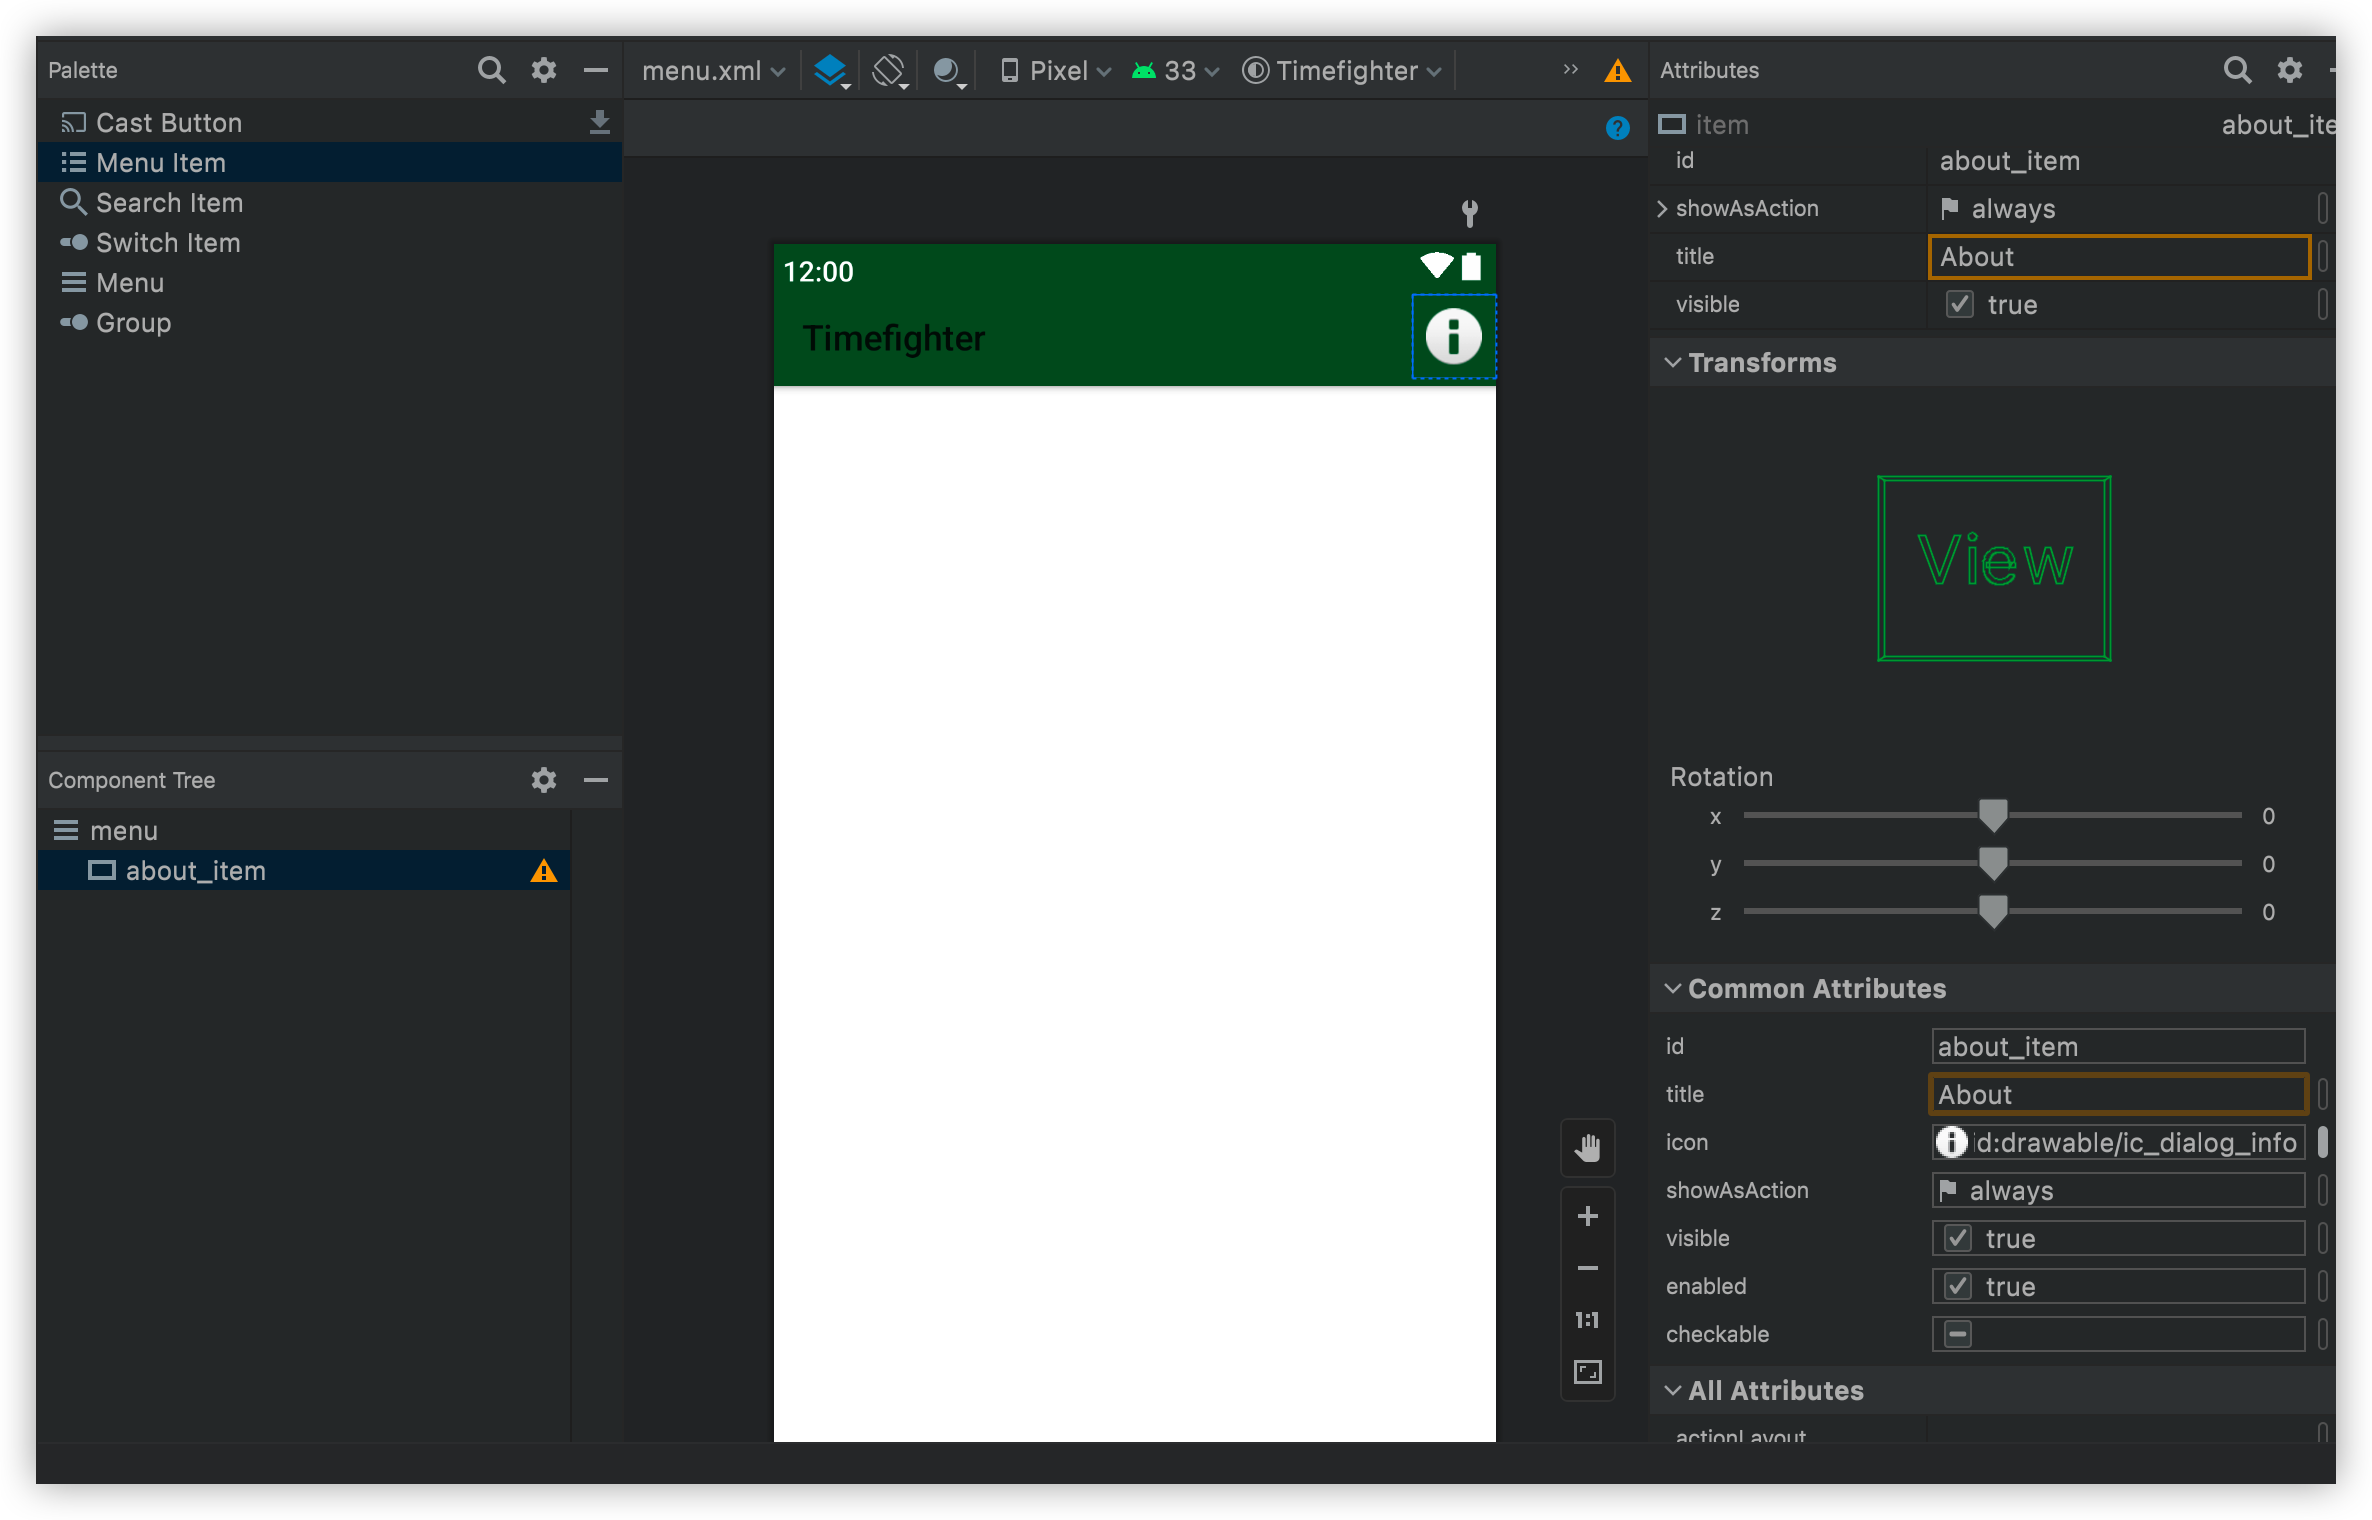 Palette
Cast Button
Menu Item
Search Item
Switch Item
Menu
Group
Component Tree
menu
about_item
menu.xml
Pixel
33
Timefighter
12:00
Timefighter
1:1
Attributes
item about_ite
id about_item
showAsAction always
title About
visible true
Transforms
View
Rotation
x 0
y 0
z 0
Common Attributes
id about_item
title About
icon id:drawable/ic_dialog_info
showAsAction always
visible true
enabled true
checkable
All Attributes
actionLayout